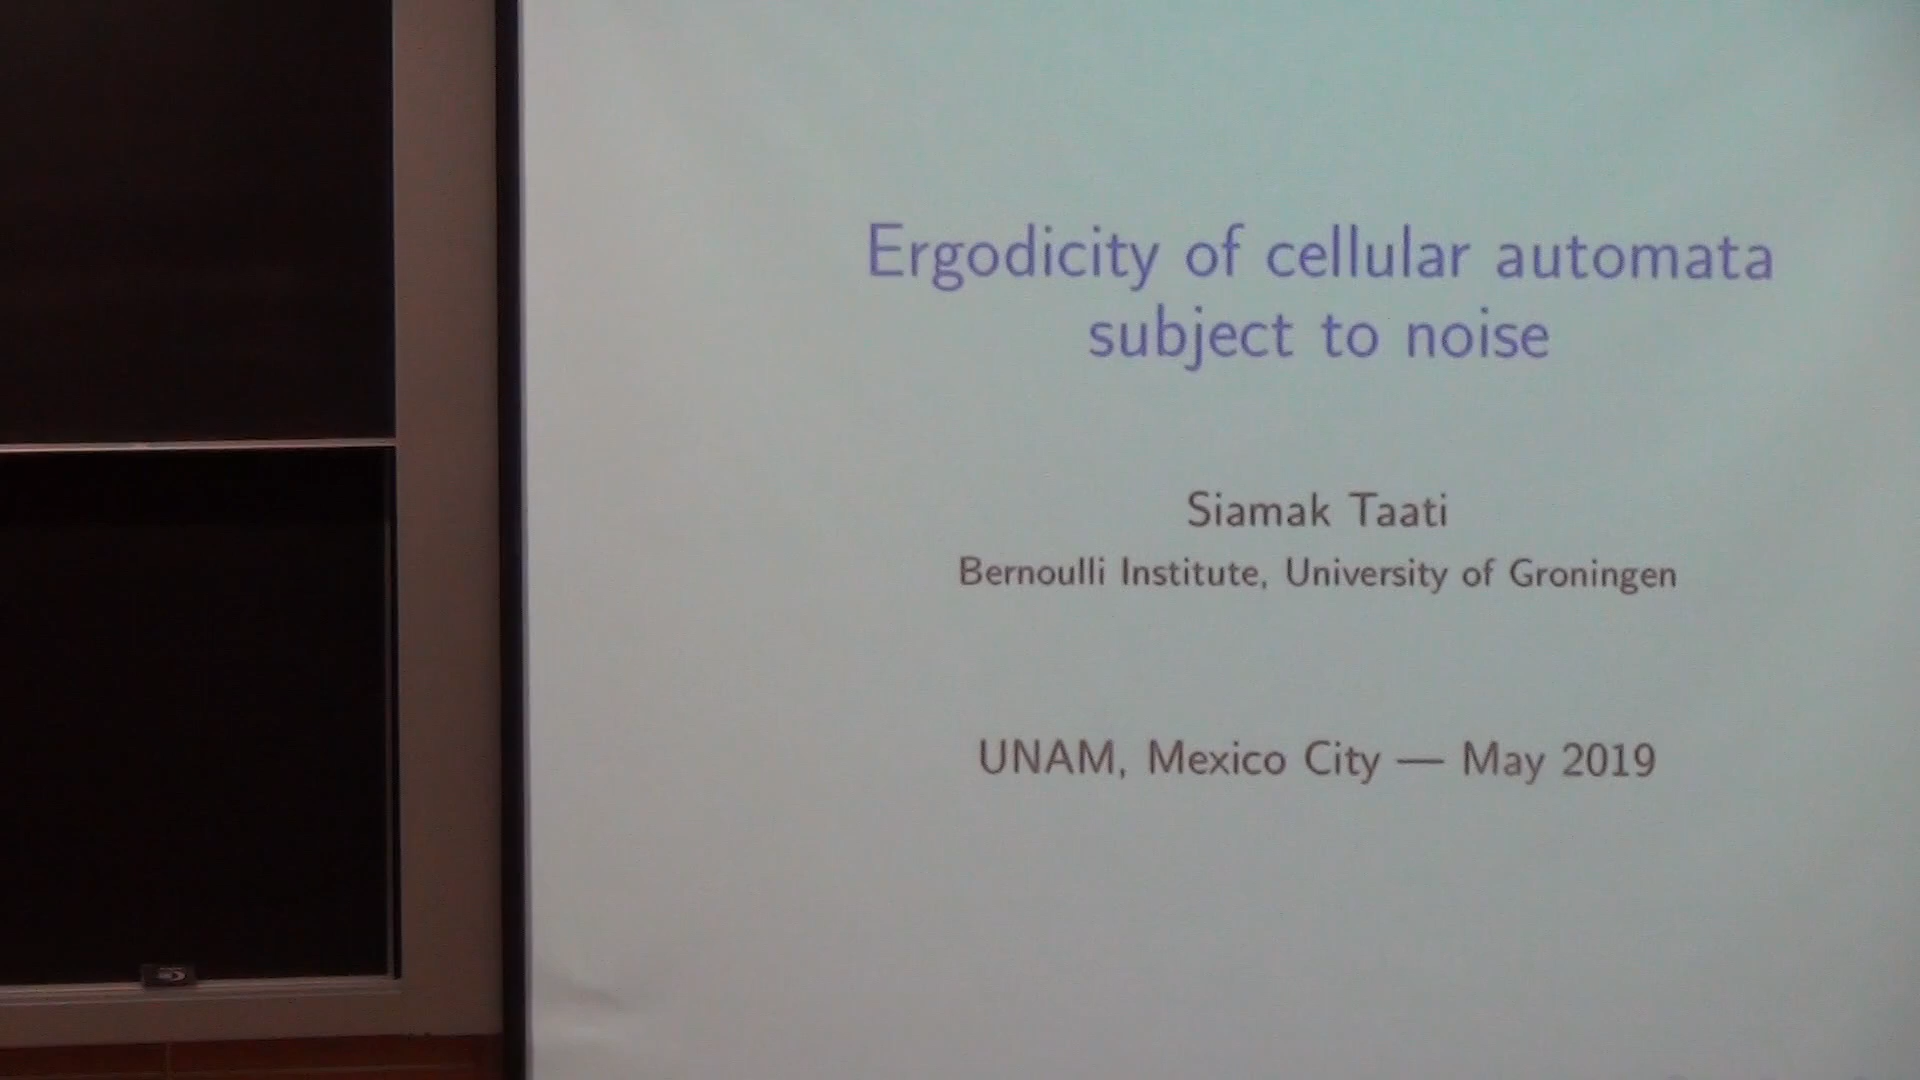 Ergodicity of cellular automata
subject to noise
Siamak Taati
Bernoulli Institute, University of Groningen
UNAM, Mexico City — May 2019